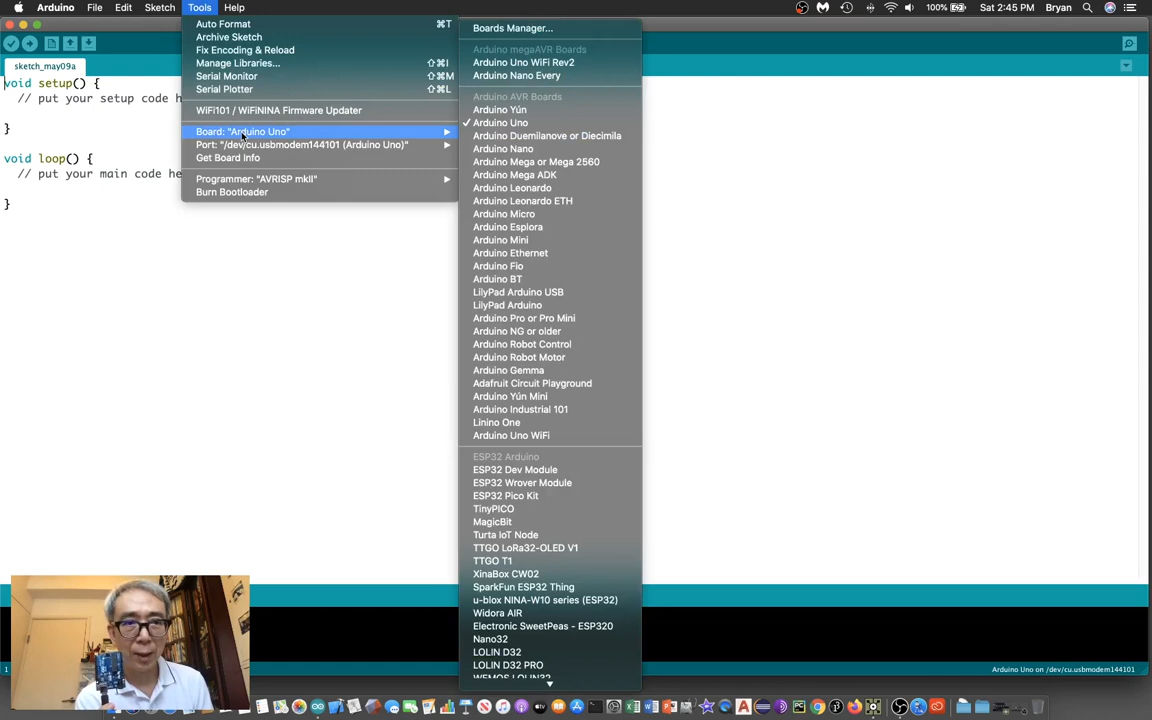 Arduino File Edit Sketch Tools Help 100% Sat 2:45 PM Bryan
sketch_may09a
void setup() {
// put your setup code h
}
void loop() {
// put your main code he
}
Auto Format ⌘T
Archive Sketch
Fix Encoding & Reload
Manage Libraries... ⇧⌘I
Serial Monitor ⇧⌘M
Serial Plotter ⇧⌘L
WiFi101 / WiFiNINA Firmware Updater
Board: "Arduino Uno"
Port: "/dev/cu.usbmodem144101 (Arduino Uno)"
Get Board Info
Programmer: "AVRISP mkII"
Burn Bootloader
Boards Manager...
Arduino megaAVR Boards
Arduino Uno WiFi Rev2
Arduino Nano Every
Arduino AVR Boards
Arduino Yún
✓ Arduino Uno
Arduino Duemilanove or Diecimila
Arduino Nano
Arduino Mega or Mega 2560
Arduino Mega ADK
Arduino Leonardo
Arduino Leonardo ETH
Arduino Micro
Arduino Esplora
Arduino Mini
Arduino Ethernet
Arduino Fio
Arduino BT
LilyPad Arduino USB
LilyPad Arduino
Arduino Pro or Pro Mini
Arduino NG or older
Arduino Robot Control
Arduino Robot Motor
Arduino Gemma
Adafruit Circuit Playground
Arduino Yún Mini
Arduino Industrial 101
Linino One
Arduino Uno WiFi
ESP32 Arduino
ESP32 Dev Module
ESP32 Wrover Module
ESP32 Pico Kit
TinyPICO
MagicBit
Turta IoT Node
TTGO LoRa32-OLED V1
TTGO T1
XinaBox CW02
SparkFun ESP32 Thing
u-blox NINA-W10 series (ESP32)
Widora AIR
Electronic SweetPeas - ESP320
Nano32
LOLIN D32
LOLIN D32 PRO
WEMOS LOLIN32
1
Arduino Uno on /dev/cu.usbmodem144101